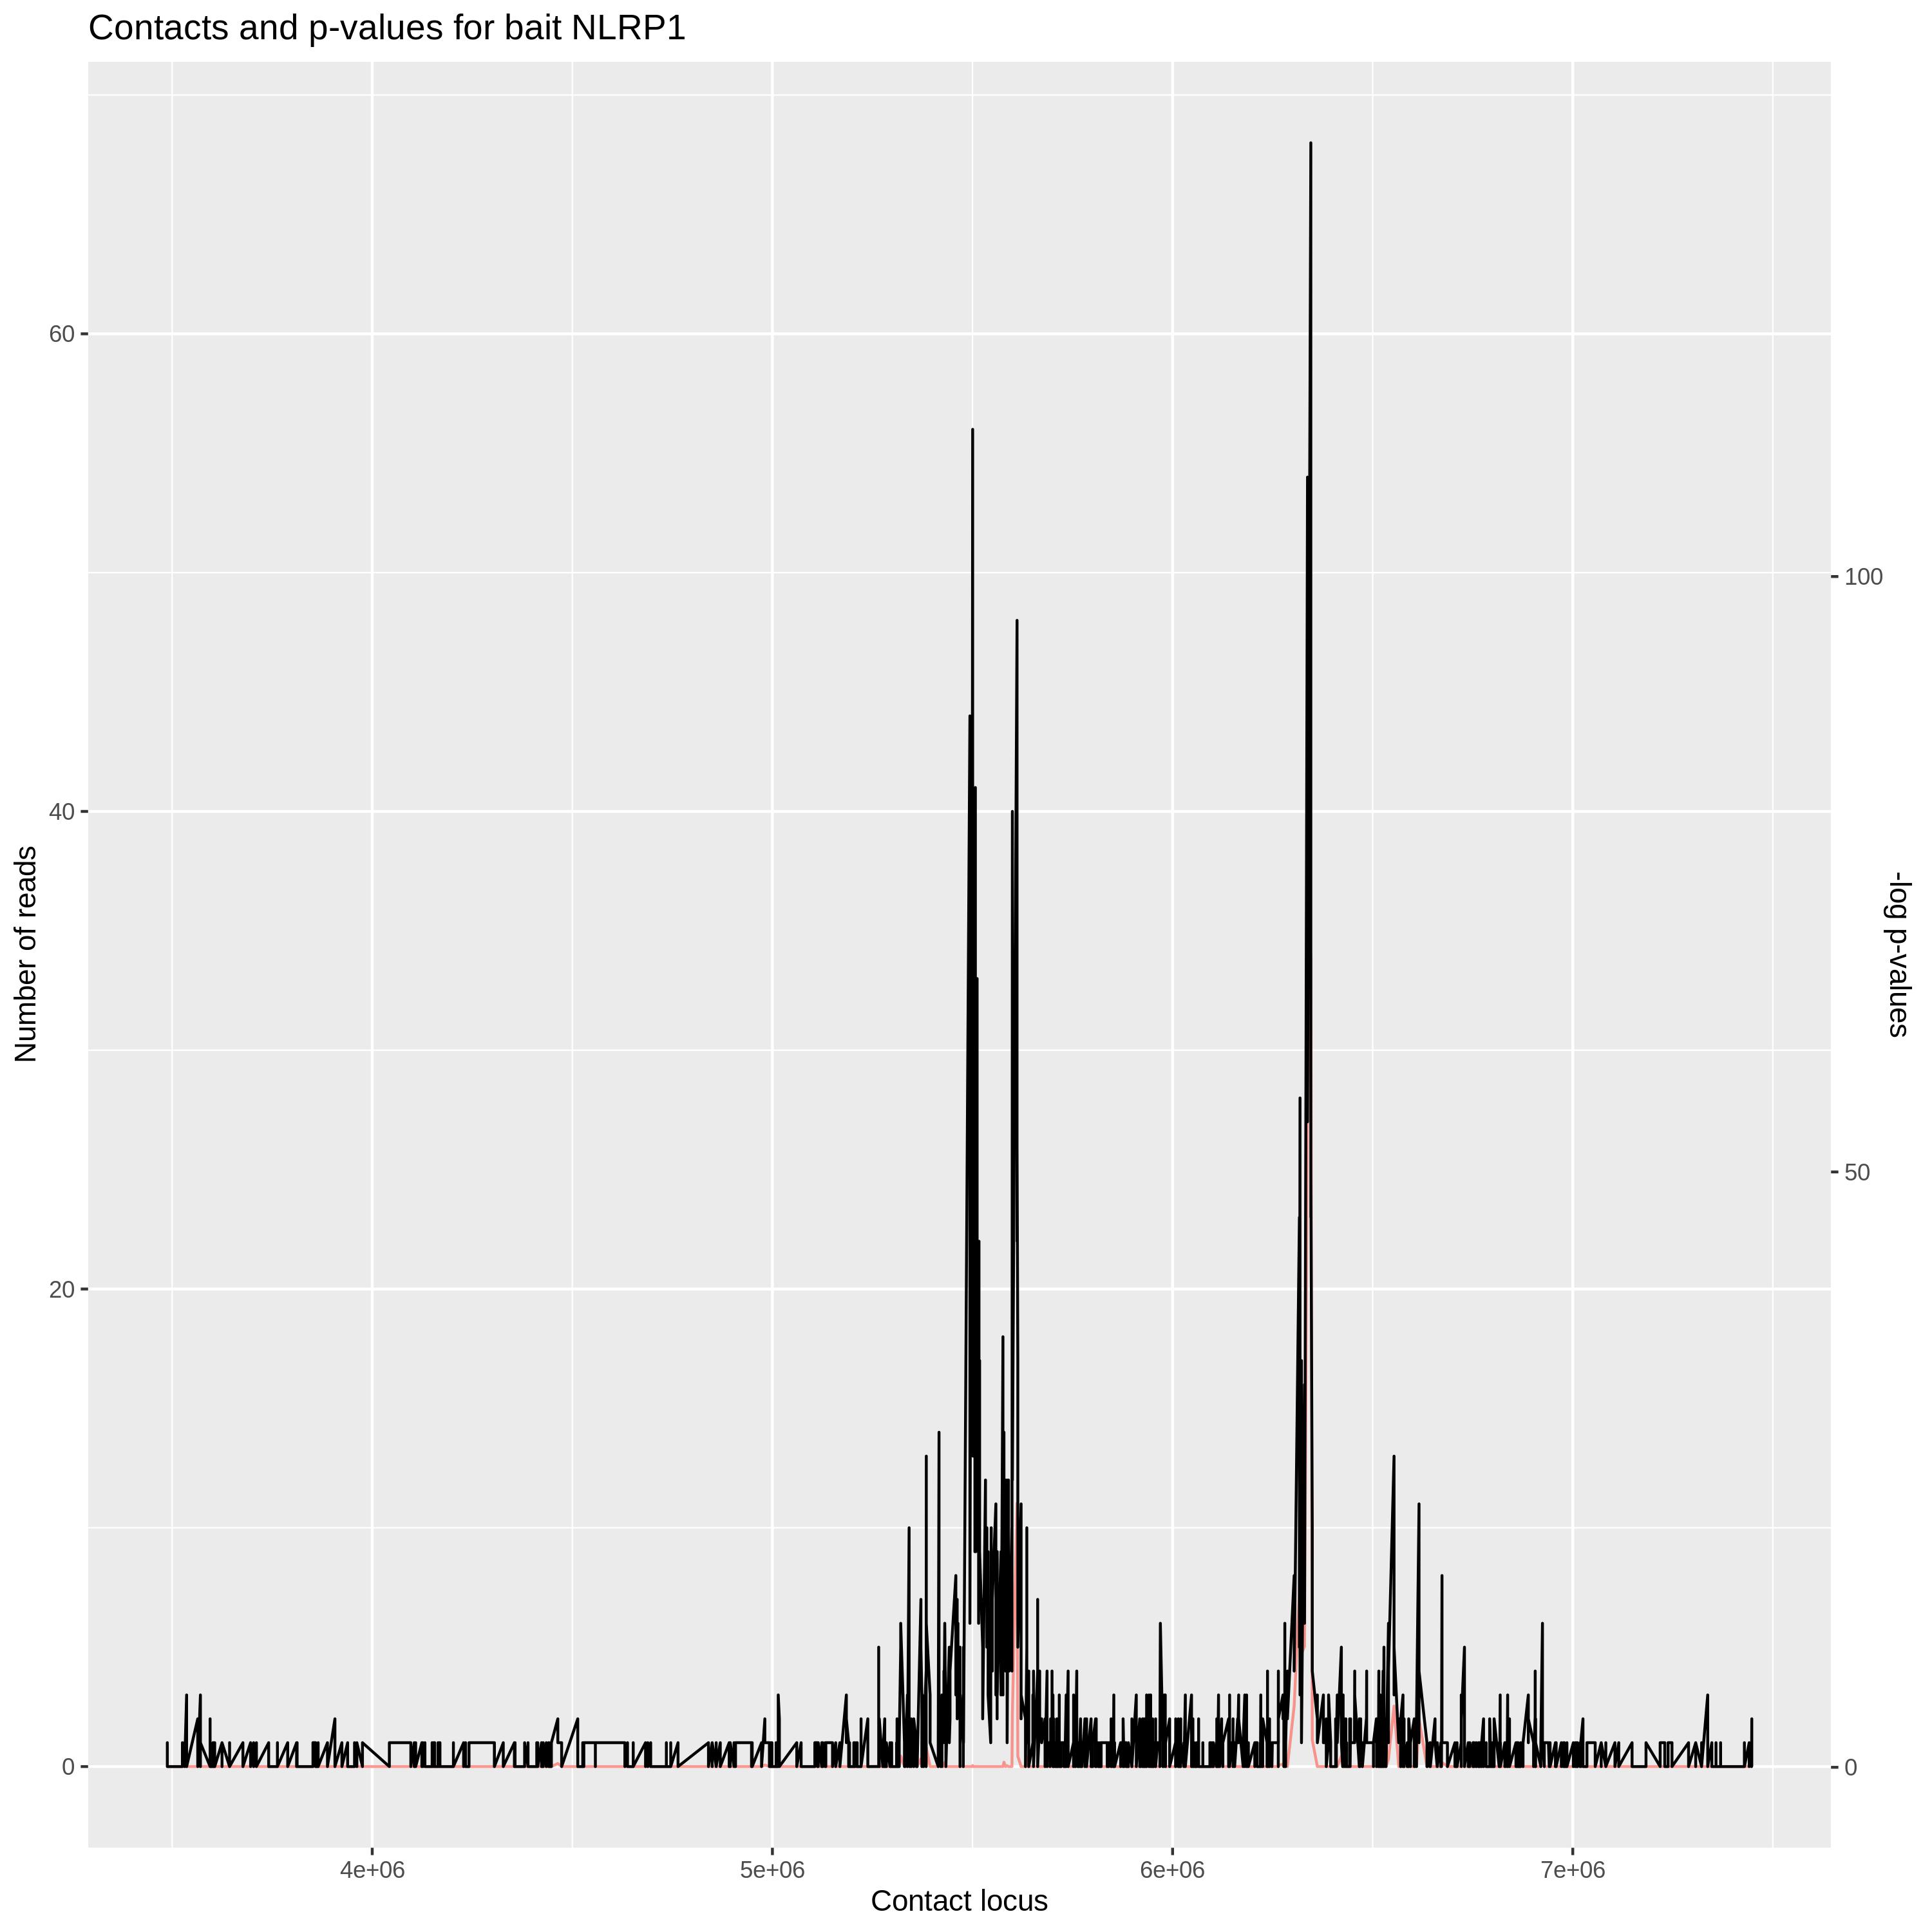 Contacts and p-values for bait NLRP1
60
40
20
0
Number of reads
100
50
0
-log p-values
4e+06
5e+06
6e+06
7e+06
Contact locus